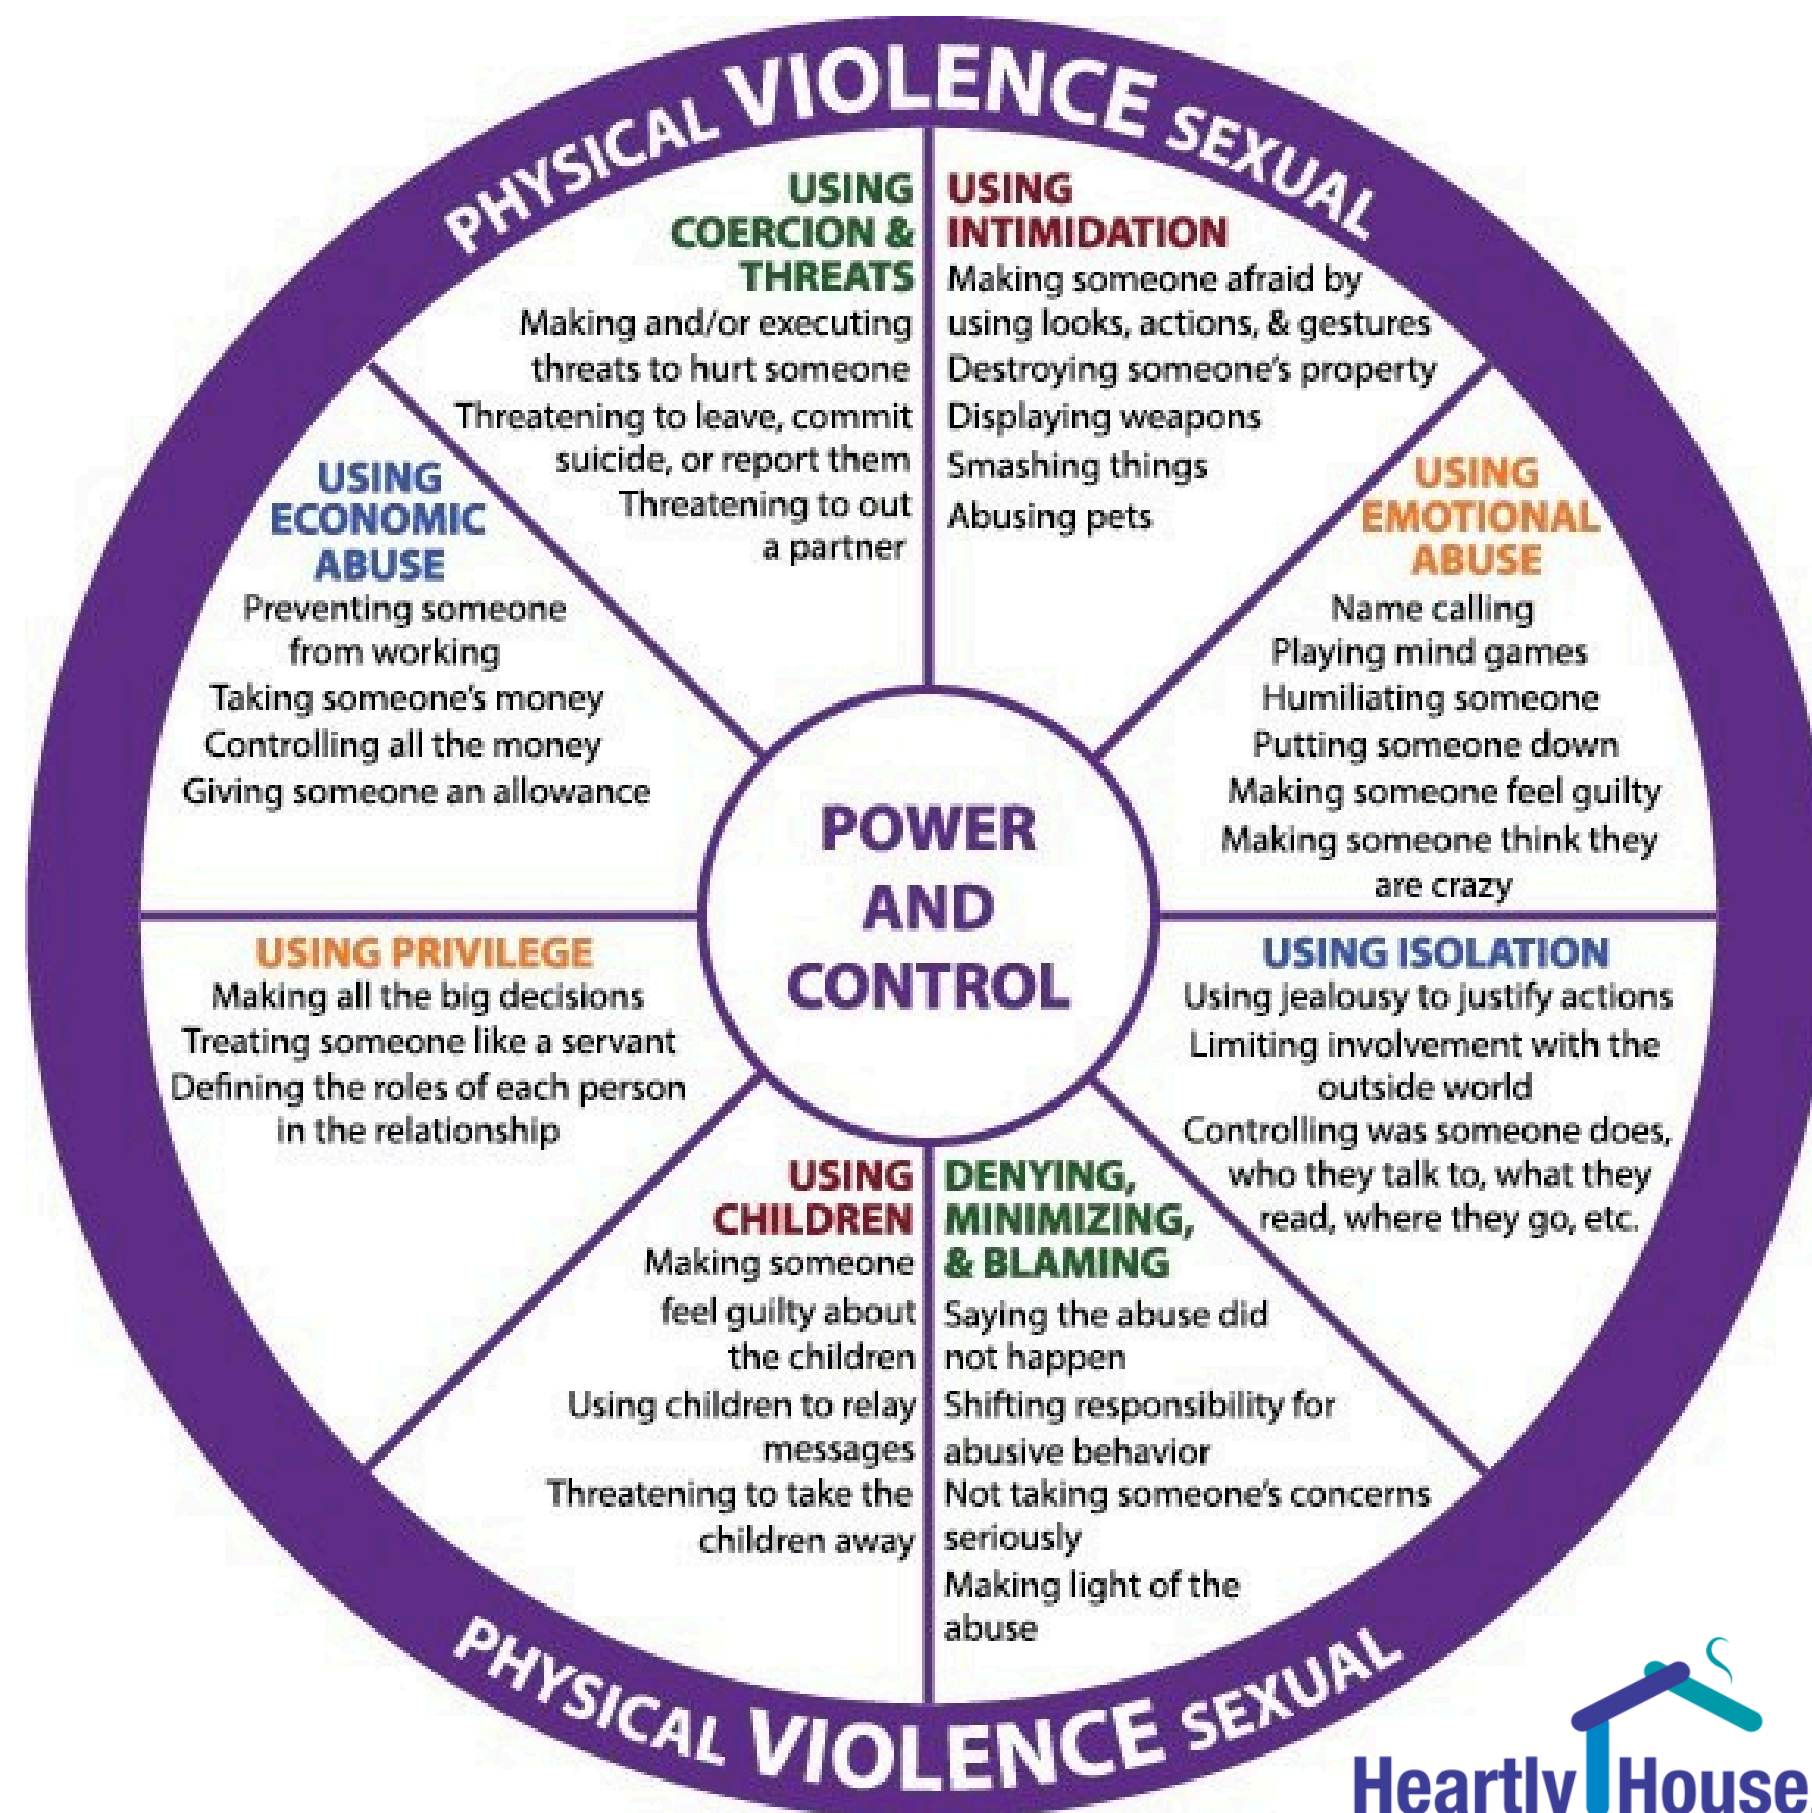 PHYSICAL VIOLENCE SEXUAL
USING
COERCION &
THREATS
Making and/or executing
threats to hurt someone
Threatening to leave, commit
suicide, or report them
Threatening to out
a partner
USING
INTIMIDATION
Making someone afraid by
using looks, actions, & gestures
Destroying someone's property
Displaying weapons
Smashing things
Abusing pets
USING
EMOTIONAL
ABUSE
Name calling
Playing mind games
Humiliating someone
Putting someone down
Making someone feel guilty
Making someone think they
are crazy
USING ISOLATION
Using jealousy to justify actions
Limiting involvement with the
outside world
Controlling was someone does,
who they talk to, what they
read, where they go, etc.
DENYING,
MINIMIZING,
& BLAMING
Saying the abuse did
not happen
Shifting responsibility for
abusive behavior
Not taking someone's concerns
seriously
Making light of the
abuse
USING
CHILDREN
Making someone
feel guilty about
the children
Using children to relay
messages
Threatening to take the
children away
USING PRIVILEGE
Making all the big decisions
Treating someone like a servant
Defining the roles of each person
in the relationship
USING
ECONOMIC
ABUSE
Preventing someone
from working
Taking someone's money
Controlling all the money
Giving someone an allowance
POWER
AND
CONTROL
PHYSICAL VIOLENCE SEXUAL
Heartly House